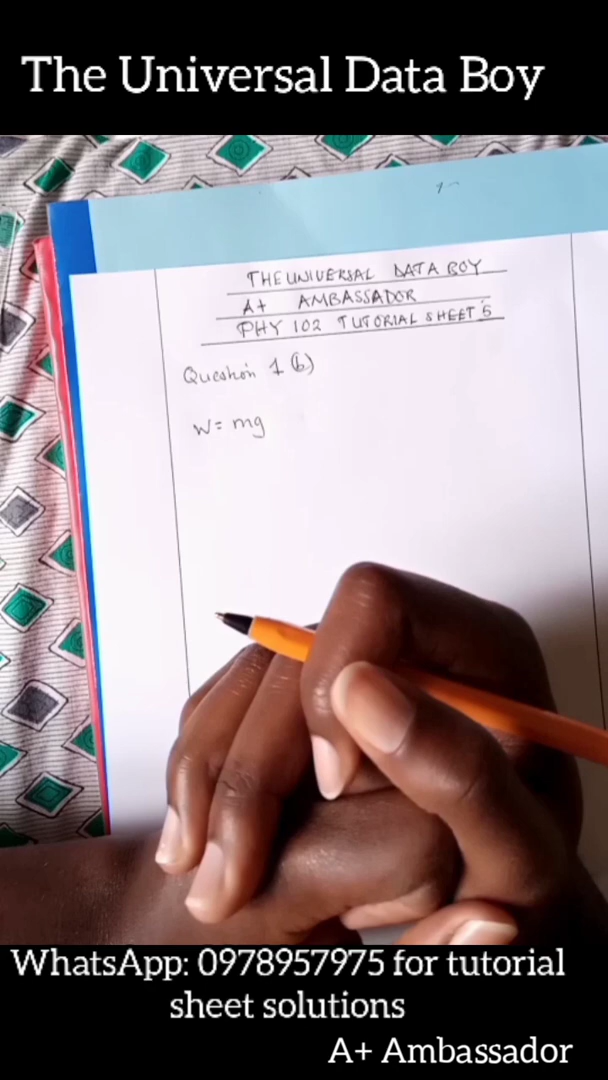 The Universal Data Boy
THE UNIVERSAL DATA BOY
A+ AMBASSADOR
PHY 102 TUTORIAL SHEET 5
Question 1 (b)
W = mg
WhatsApp: 0978957975 for tutorial
sheet solutions
A+ Ambassador